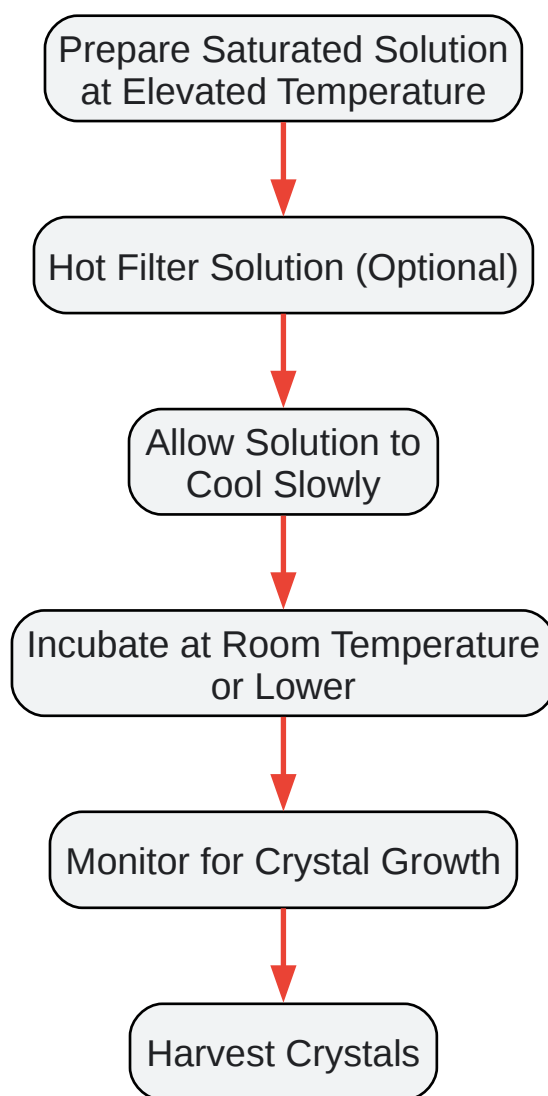 Prepare Saturated Solution
at Elevated Temperature
Hot Filter Solution (Optional)
Allow Solution to
Cool Slowly
Incubate at Room Temperature
or Lower
Monitor for Crystal Growth
Harvest Crystals